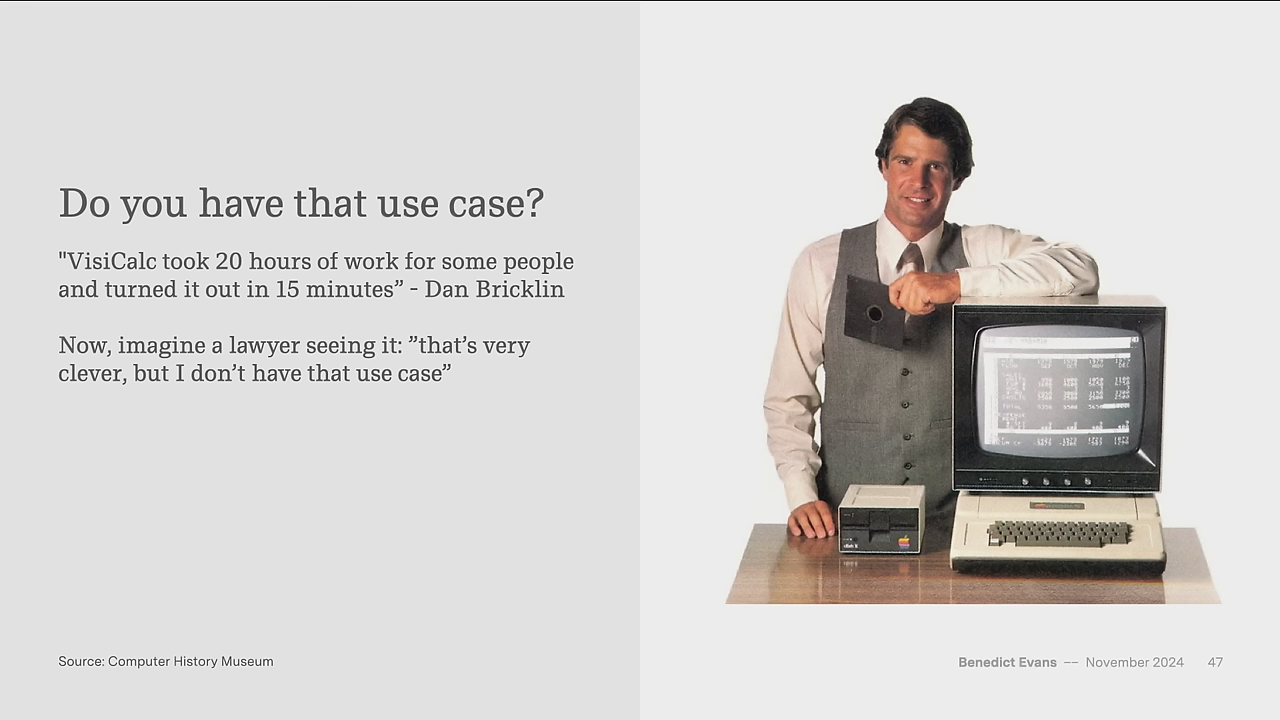 Do you have that use case?
"VisiCalc took 20 hours of work for some people
and turned it out in 15 minutes” - Dan Bricklin
Now, imagine a lawyer seeing it: ”that’s very
clever, but I don’t have that use case”
Source: Computer History Museum
Benedict Evans –– November 2024 47